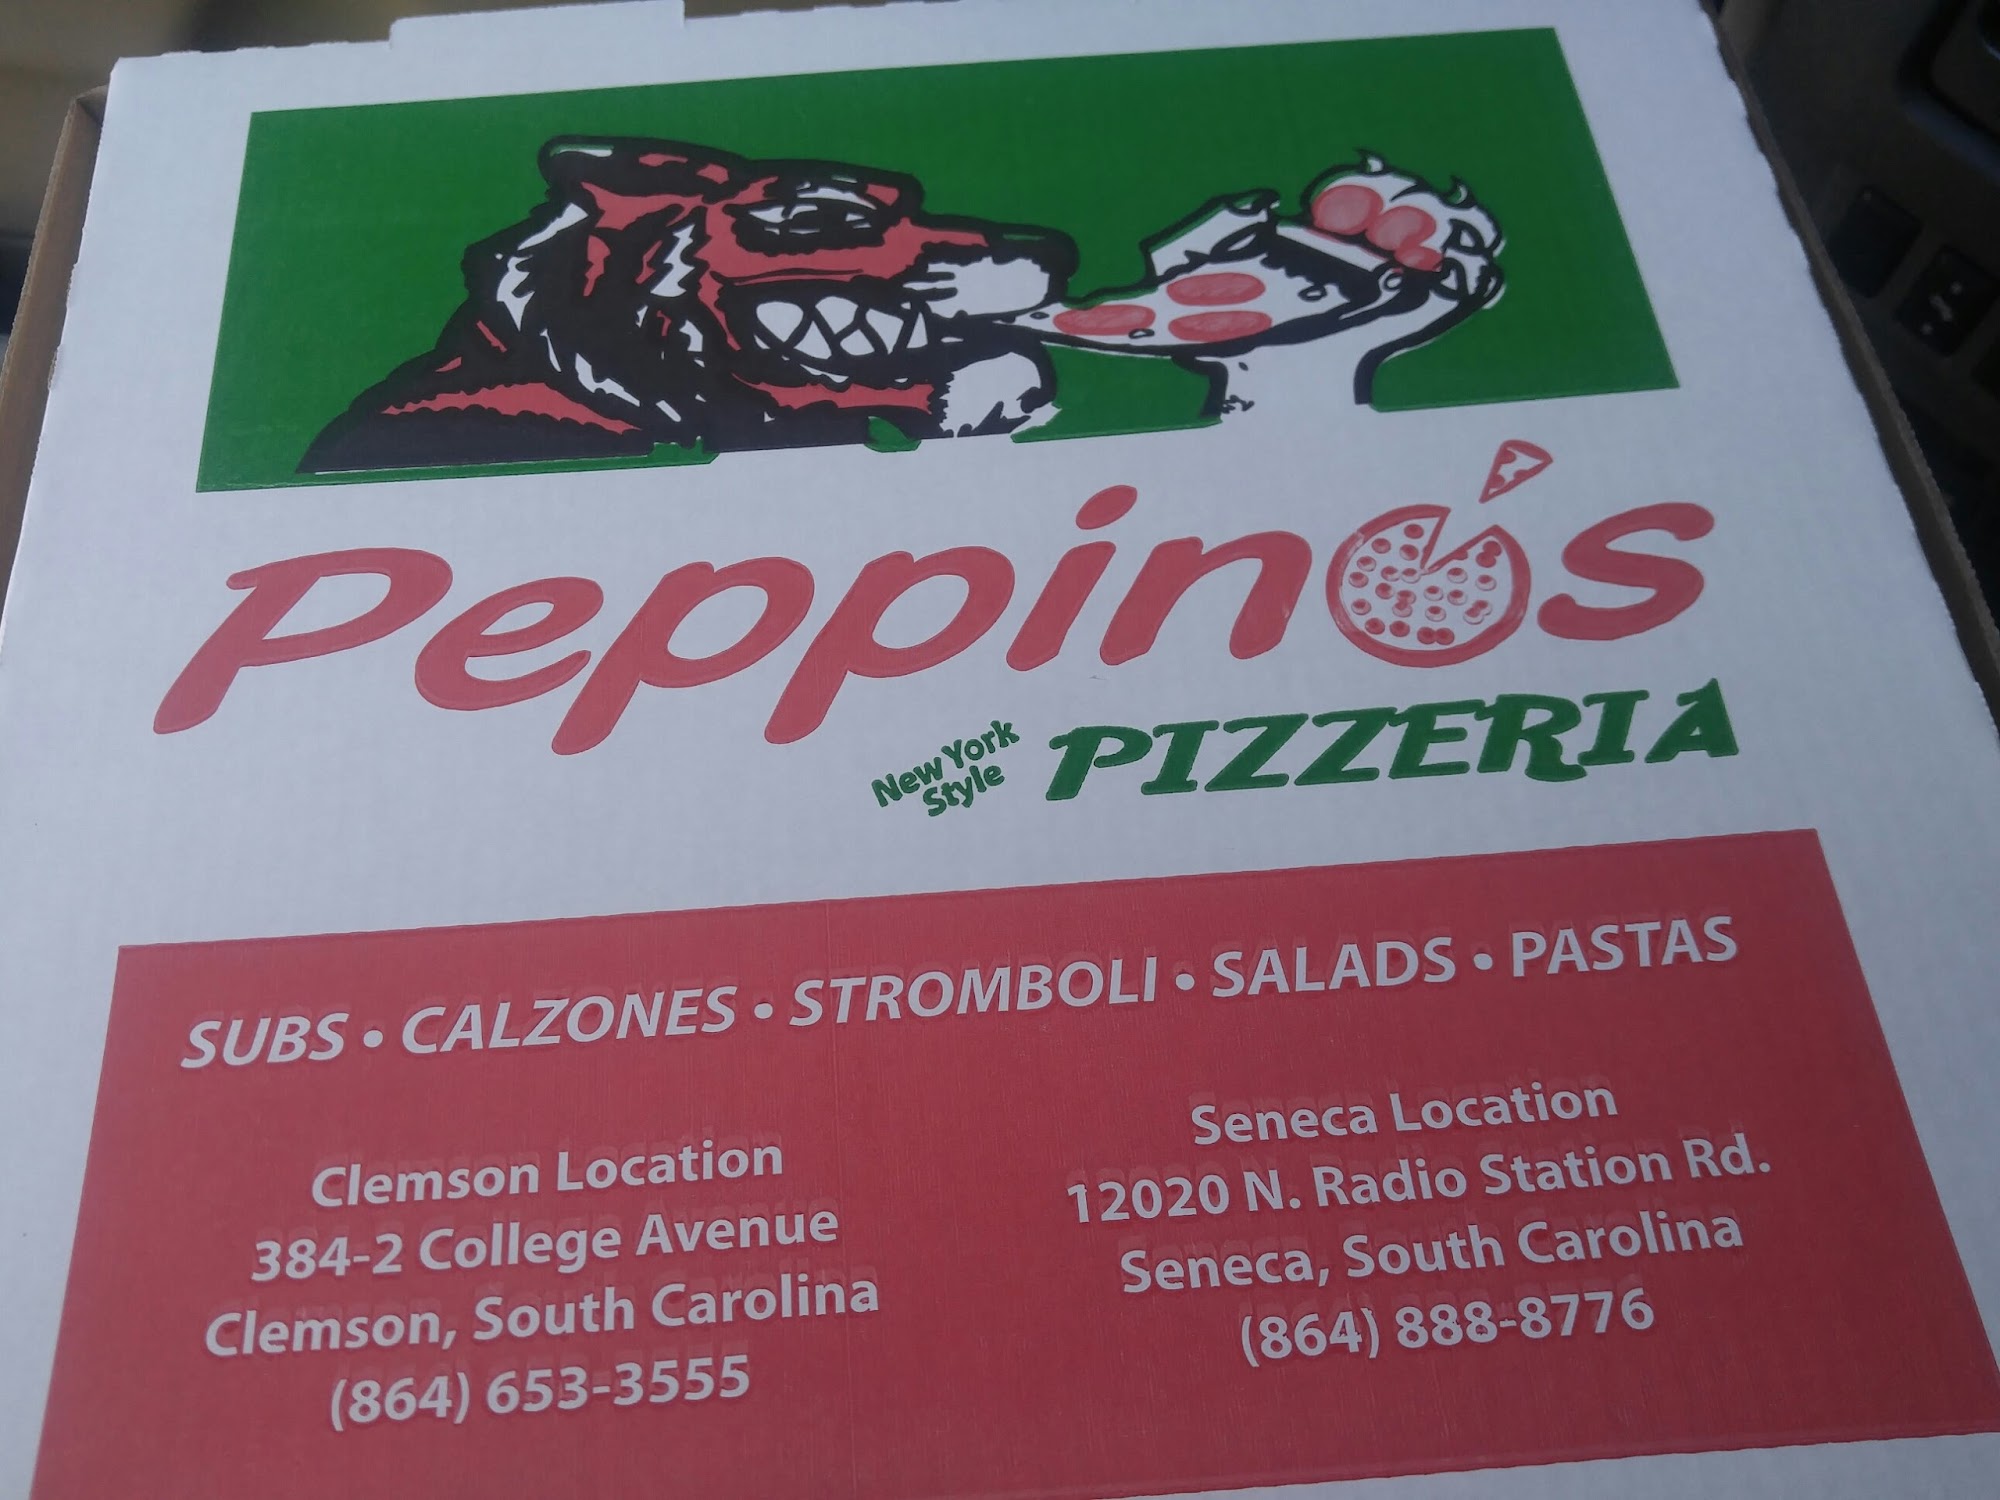 Peppino's
New York
Style
PIZZERIA
SUBS • CALZONES • STROMBOLI • SALADS • PASTAS
Clemson Location
384-2 College Avenue
Clemson, South Carolina
(864) 653-3555
Seneca Location
12020 N. Radio Station Rd.
Seneca, South Carolina
(864) 888-8776